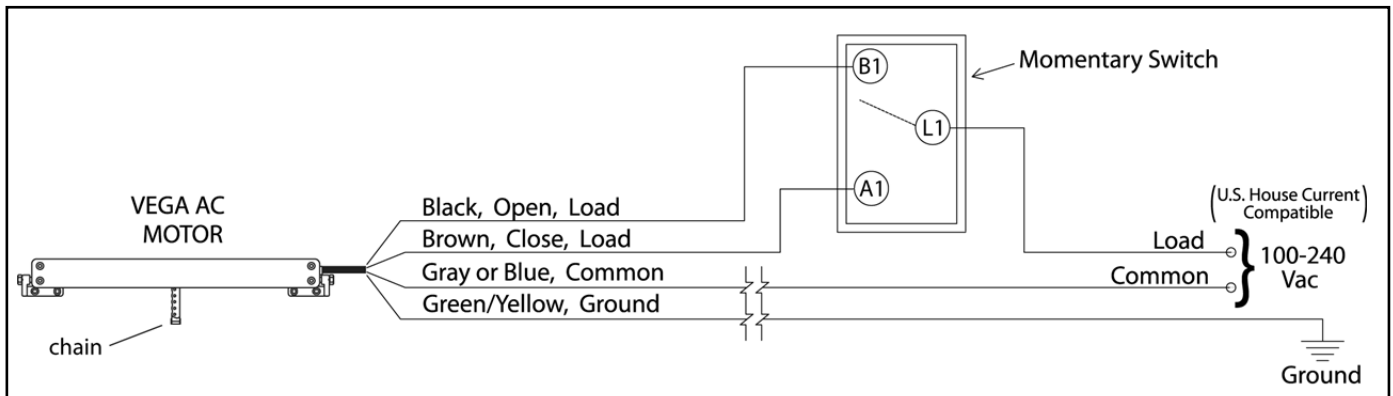 B1
Momentary Switch
L1
A1
VEGA AC
MOTOR
Black, Open, Load
Brown, Close, Load
Gray or Blue, Common
Green/Yellow, Ground
chain
(U.S. House Current
Compatible)
Load
Common
100-240
Vac
Ground